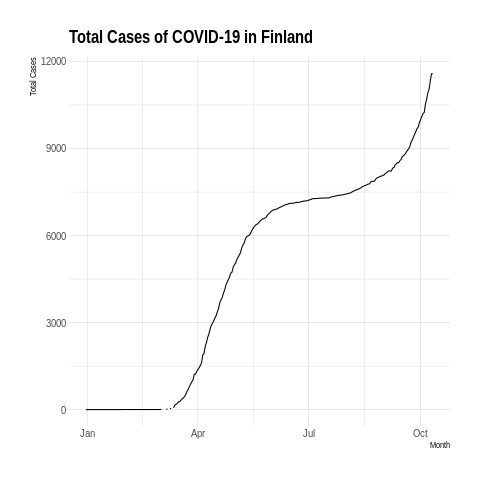 Total Cases of COVID-19 in Finland
Total Cases
12000
9000
6000
3000
0
Jan Apr Jul Oct
Month